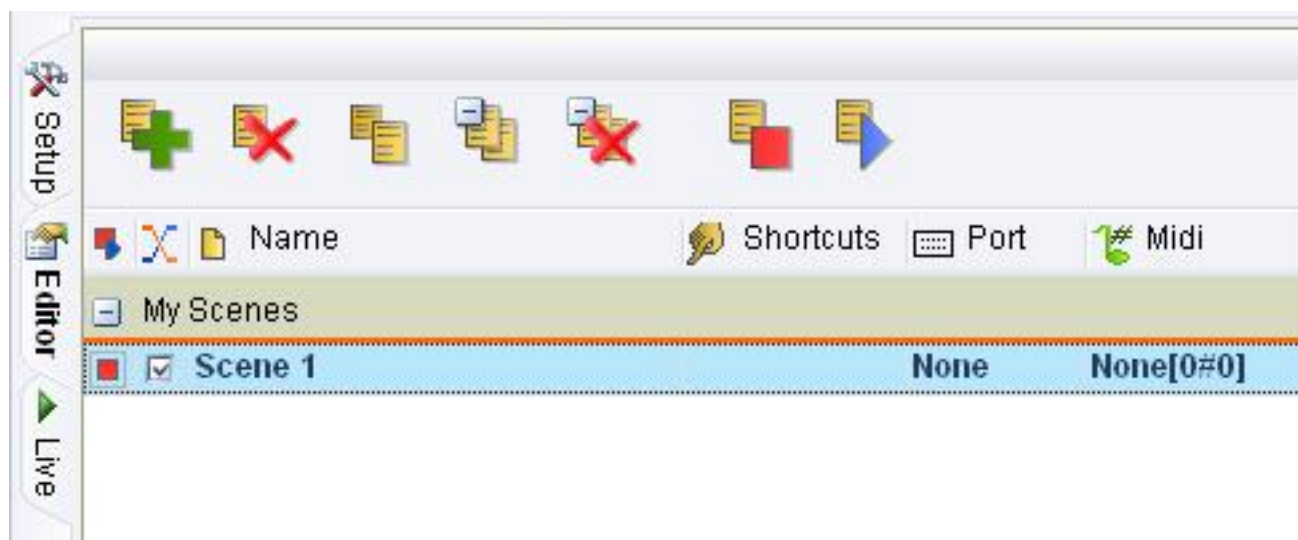 Setup
Editor
Live
Name Shortcuts Port Midi
My Scenes
Scene 1 None None[0#0]